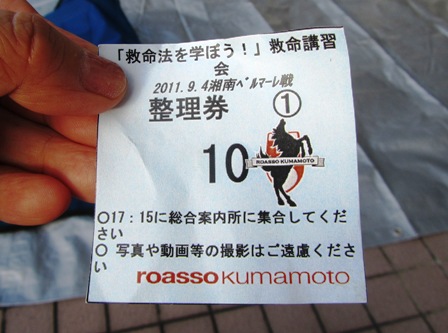 「救命法を学ぼう！」救命講習
会
2011.9.4湘南ﾍﾞﾙﾏｰﾚ戦
整理券 ①
10
ROASSO KUMAMOTO
○17：15に総合案内所に集合してくだ
さい
○ 写真や動画等の撮影はご遠慮くださ
い
roassokumamoto